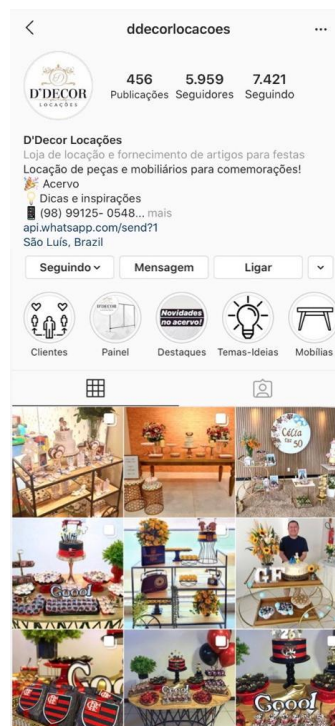 ddecorlocacoes
D'DECOR
LOCAÇÕES
456
5.959
7.421
Publicações
Seguidores
Seguindo
D'Decor Locações
Loja de locação e fornecimento de artigos para festas
Locação de peças e mobiliários para comemorações!
🎉 Acervo
💡 Dicas e inspirações
📱 (98) 99125- 0548... mais
api.whatsapp.com/send?1
São Luís, Brazil
Seguindo
Mensagem
Ligar
Novidades
no acervo!
Clientes
Painel
Destaques
Temas-Ideias
Mobílias
Célia
50
Goool
GF
Goool